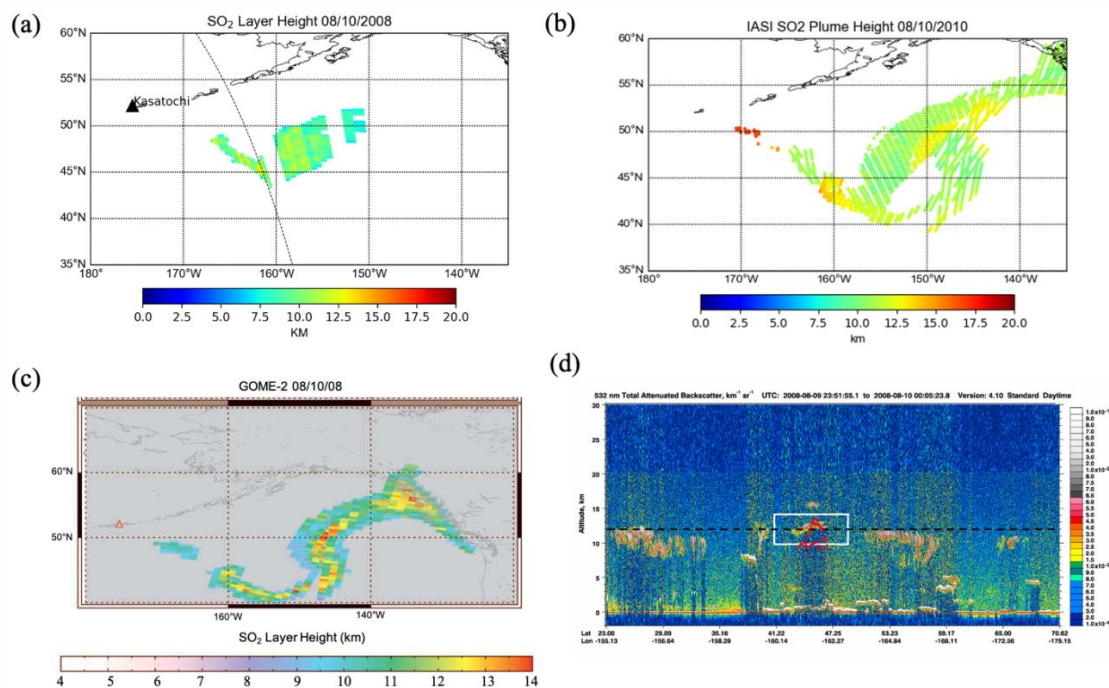 (a)
SO₂ Layer Height 08/10/2008
60°N
55°N
50°N
45°N
40°N
35°N
Kasatochi
180° 170°W 160°W 150°W 140°W
0.0 2.5 5.0 7.5 10.0 12.5 15.0 17.5 20.0
KM
(b)
IASI SO2 Plume Height 08/10/2010
60°N
55°N
50°N
45°N
40°N
35°N
180° 170°W 160°W 150°W 140°W
0.0 2.5 5.0 7.5 10.0 12.5 15.0 17.5 20.0
km
(c)
GOME-2 08/10/08
60°N 60°N
50°N 50°N
160°W 140°W
SO₂ Layer Height (km)
4 5 6 7 8 9 10 11 12 13 14
(d)
532 nm Total Attenuated Backscatter, km⁻¹ sr⁻¹ UTC: 2008-08-09 23:51:55.1 to 2008-08-10 00:05:23.8 Version: 4.10 Standard Daytime
Altitude, km
30
25
20
15
10
5
0
Lat 23.00 29.09 35.16 41.22 47.25 53.23 59.17 65.00 70.62
Lon -155.13 -156.64 -158.29 -160.14 -162.27 -164.84 -168.11 -172.56 -179.15